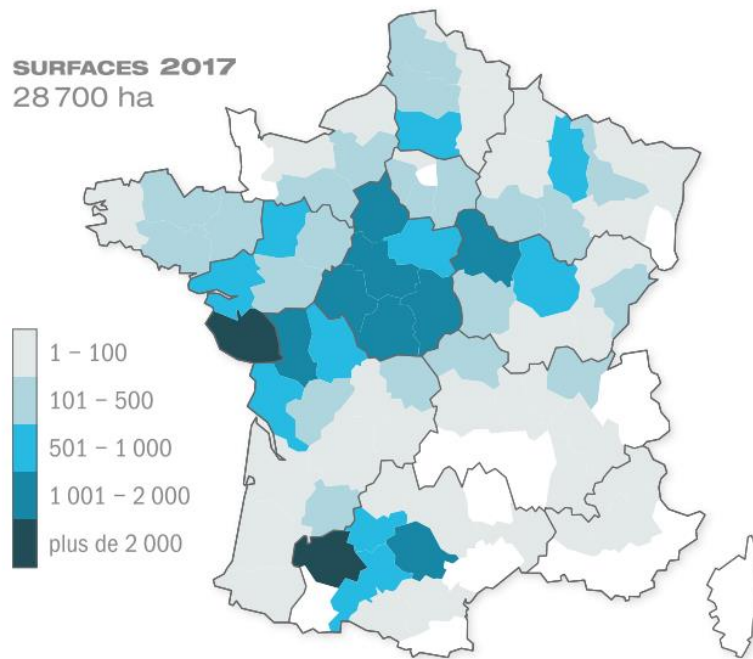 SURFACES 2017
28 700 ha
1 – 100
101 – 500
501 – 1 000
1 001 – 2 000
plus de 2 000